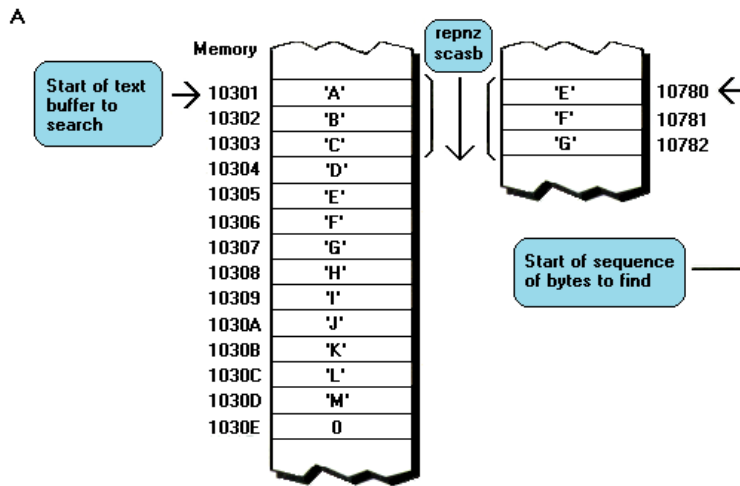 A
repnz
scasb
Memory
Start of text
buffer to
search
10301 'A'
10302 'B'
10303 'C'
10304 'D'
10305 'E'
10306 'F'
10307 'G'
10308 'H'
10309 'I'
1030A 'J'
1030B 'K'
1030C 'L'
1030D 'M'
1030E 0
'E' 10780
'F' 10781
'G' 10782
Start of sequence
of bytes to find